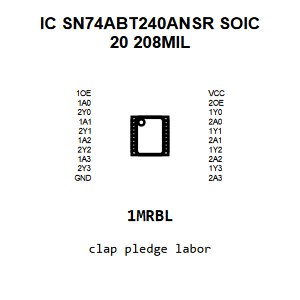 IC SN74ABT240ANSR SOIC
20 208MIL
1OE VCC
1A0 2OE
2Y0 1Y0
1A1 2A0
2Y1 1Y1
1A2 2A1
2Y2 1Y2
1A3 2A2
2Y3 1Y3
GND 2A3
1MRBL
clap pledge labor